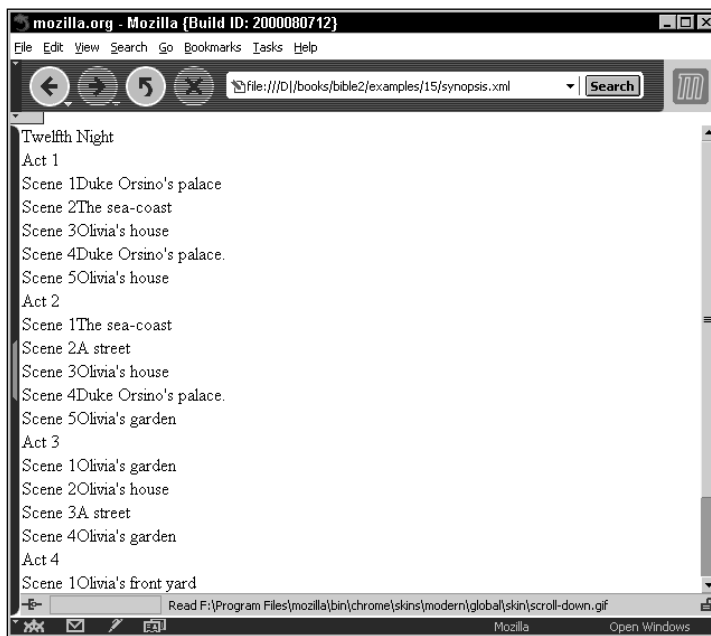 mozilla.org - Mozilla {Build ID: 2000080712}
File Edit View Search Go Bookmarks Tasks Help
file:///D|/books/bible2/examples/15/synopsis.xml Search
Twelfth Night
Act 1
Scene 1Duke Orsino's palace
Scene 2The sea-coast
Scene 3Olivia's house
Scene 4Duke Orsino's palace.
Scene 5Olivia's house
Act 2
Scene 1The sea-coast
Scene 2A street
Scene 3Olivia's house
Scene 4Duke Orsino's palace.
Scene 5Olivia's garden
Act 3
Scene 1Olivia's garden
Scene 2Olivia's house
Scene 3A street
Scene 4Olivia's garden
Act 4
Scene 1Olivia's front yard
Read F:\Program Files\mozilla\bin\chrome\skins\modern\global\skin\scroll-down.gif
Mozilla Open Windows